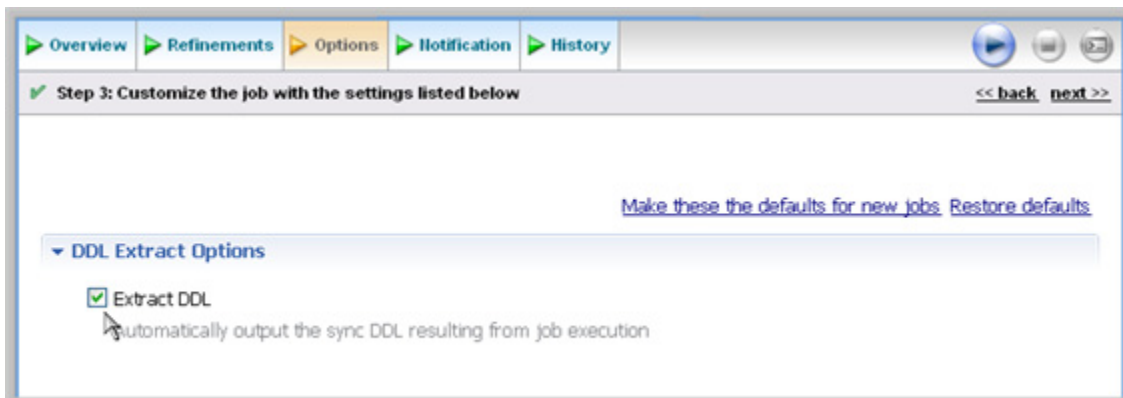 Overview Refinements Options Notification History
Step 3: Customize the job with the settings listed below << back next >>
Make these the defaults for new jobs Restore defaults
DDL Extract Options
Extract DDL
Automatically output the sync DDL resulting from job execution